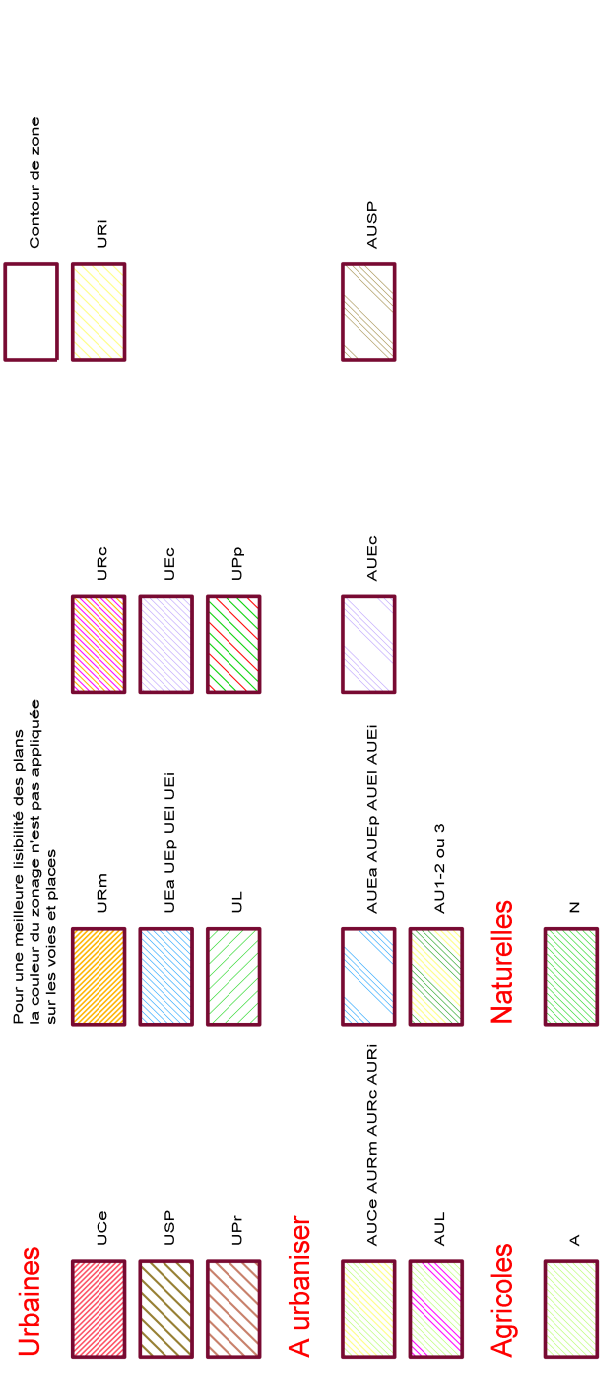 Urbaines
Pour une meilleure lisibilité des plans
la couleur du zonage n'est pas appliquée
sur les voies et places
Contour de zone
UCe
URm
URc
URi
USP
UEa UEp UEl UEi
UEc
UPr
UL
UPp
A urbaniser
AUCe AURm AURc AURi
AUEa AUEp AUEl AUEi
AUEc
AUSP
AUL
AU1-2 ou 3
Agricoles
Naturelles
A
N